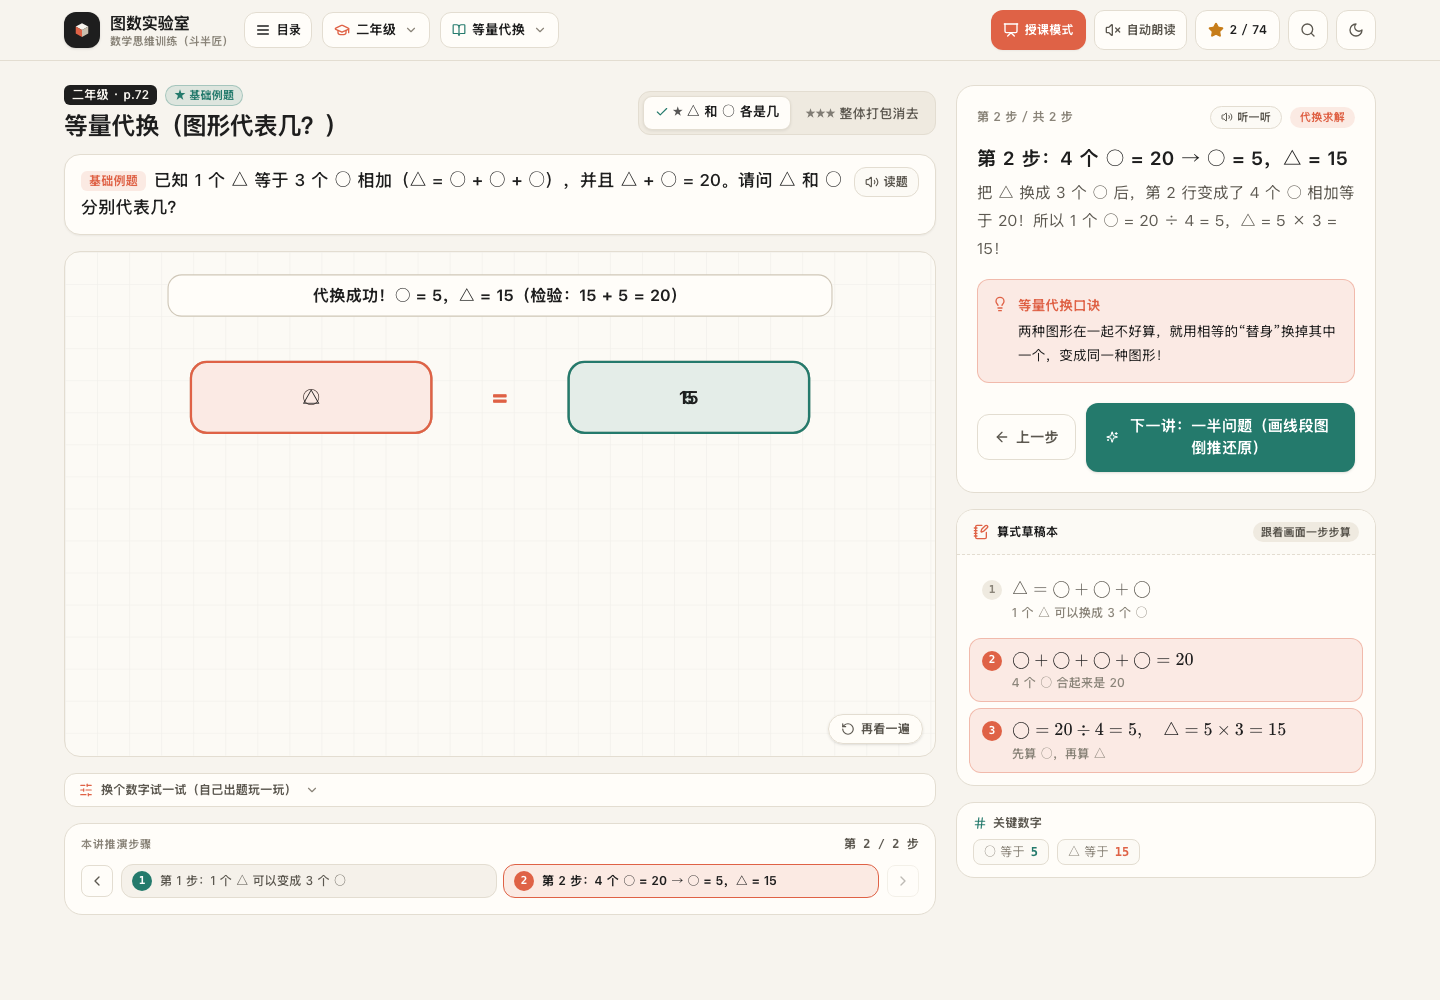 图数实验室
数学思维训练（斗半匠）
目录
二年级
等量代换
授课模式
自动朗读
2 / 74
二年级 · p.72
★ 基础例题
等量代换（图形代表几？）
★ △ 和 ○ 各是几
★★★ 整体打包消去
基础例题 已知 1 个 △ 等于 3 个 ○ 相加（△ = ○ + ○ + ○），并且 △ + ○ = 20。请问 △ 和 ○
分别代表几？
读题
代换成功！○ = 5，△ = 15（检验：15 + 5 = 20）
=
再看一遍
换个数字试一试（自己出题玩一玩）
本讲推演步骤
第 2 / 2 步
1 第 1 步：1 个 △ 可以变成 3 个 ○
2 第 2 步：4 个 ○ = 20 → ○ = 5，△ = 15
第 2 步 / 共 2 步
听一听
代换求解
第 2 步：4 个 ○ = 20 → ○ = 5，△ = 15
把 △ 换成 3 个 ○ 后，第 2 行变成了 4 个 ○ 相加等
于 20！所以 1 个 ○ = 20 ÷ 4 = 5，△ = 5 × 3 =
15！
等量代换口诀
两种图形在一起不好算，就用相等的“替身”换掉其中
一个，变成同一种图形！
上一步
下一讲：一半问题（画线段图
倒推还原）
算式草稿本
跟着画面一步步算
1 △ = ○ + ○ + ○
1 个 △ 可以换成 3 个 ○
2 ○ + ○ + ○ + ○ = 20
4 个 ○ 合起来是 20
3 ○ = 20 ÷ 4 = 5, △ = 5 × 3 = 15
先算 ○，再算 △
关键数字
○ 等于 5
△ 等于 15